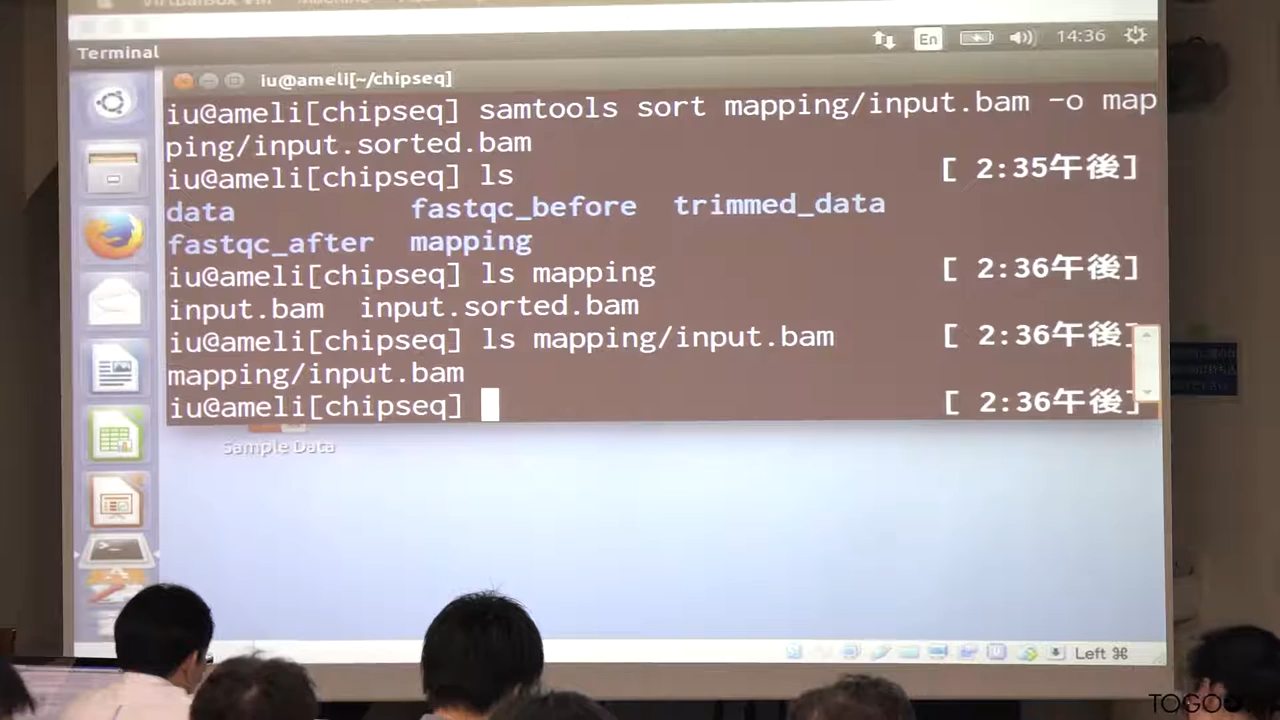 Terminal
En
14:36
iu@ameli[~/chipseq]
iu@ameli[chipseq] samtools sort mapping/input.bam -o map
ping/input.sorted.bam
iu@ameli[chipseq] ls [ 2:35午後]
data fastqc_before trimmed_data
fastqc_after mapping
iu@ameli[chipseq] ls mapping [ 2:36午後]
input.bam input.sorted.bam
iu@ameli[chipseq] ls mapping/input.bam [ 2:36午後]
mapping/input.bam
iu@ameli[chipseq] [ 2:36午後]
Sample Data
Left ⌘